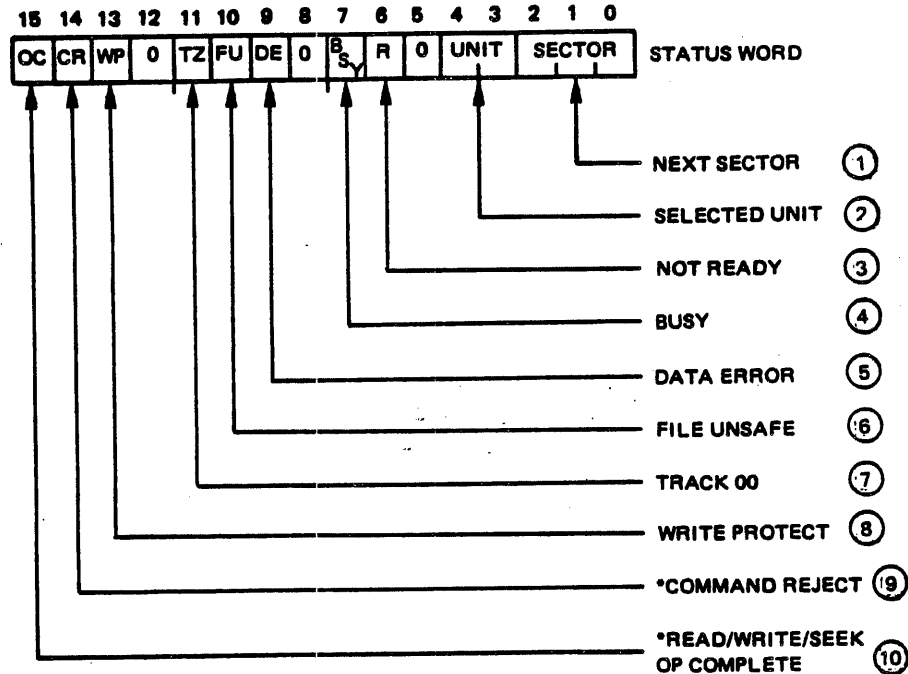 15 14 13 12 11 10 9 8 7 6 5 4 3 2 1 0
OC CR WP 0 TZ FU DE 0 BSY R 0 UNIT SECTOR STATUS WORD
NEXT SECTOR 1
SELECTED UNIT 2
NOT READY 3
BUSY 4
DATA ERROR 5
FILE UNSAFE 6
TRACK 00 7
WRITE PROTECT 8
*COMMAND REJECT 9
*READ/WRITE/SEEK
OP COMPLETE 10